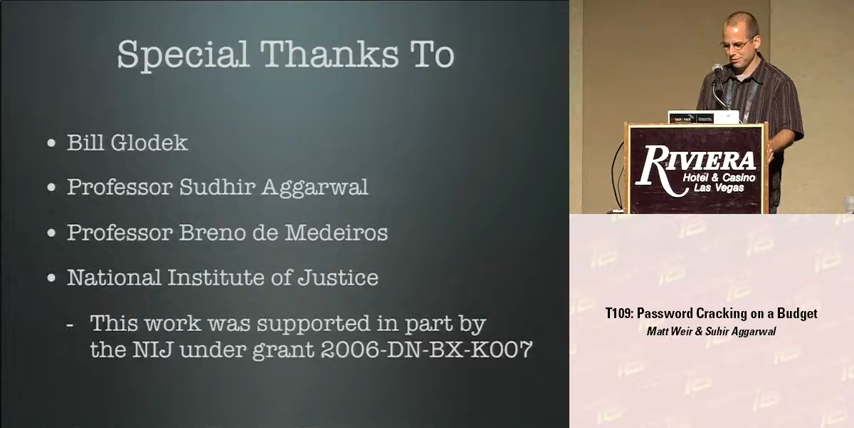 Special Thanks To
• Bill Glodek
• Professor Sudhir Aggarwal
• Professor Breno de Medeiros
• National Institute of Justice
- This work was supported in part by
the NIJ under grant 2006-DN-BX-K007
RIVIERA
Hotel & Casino
Las Vegas
T109: Password Cracking on a Budget
Matt Weir & Suhir Aggarwal